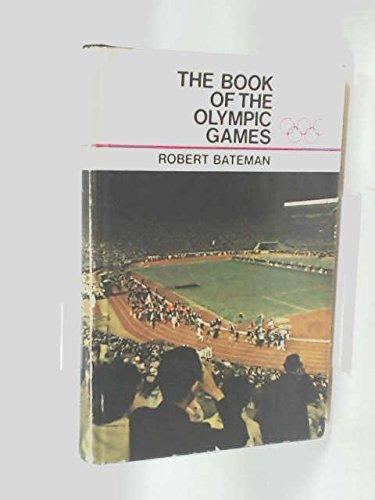 THE BOOK
OF THE
OLYMPIC
GAMES
ROBERT BATEMAN